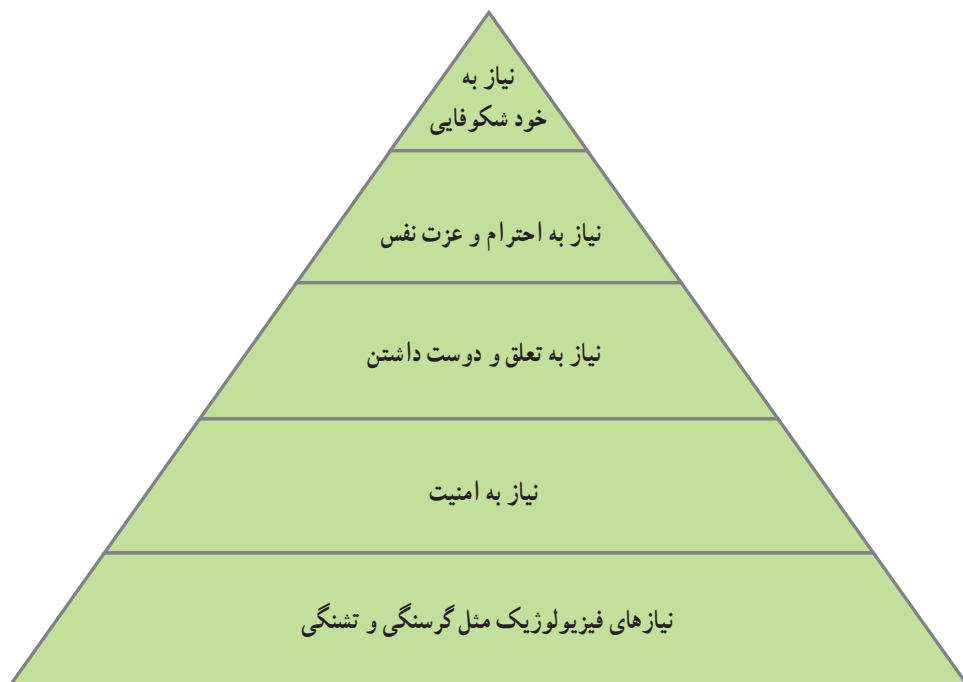 نیاز به
خود شکوفایی
نیاز به احترام و عزت نفس
نیاز به تعلق و دوست داشتن
نیاز به امنیت
نیازهای فیزیولوژیک مثل گرسنگی و تشنگی